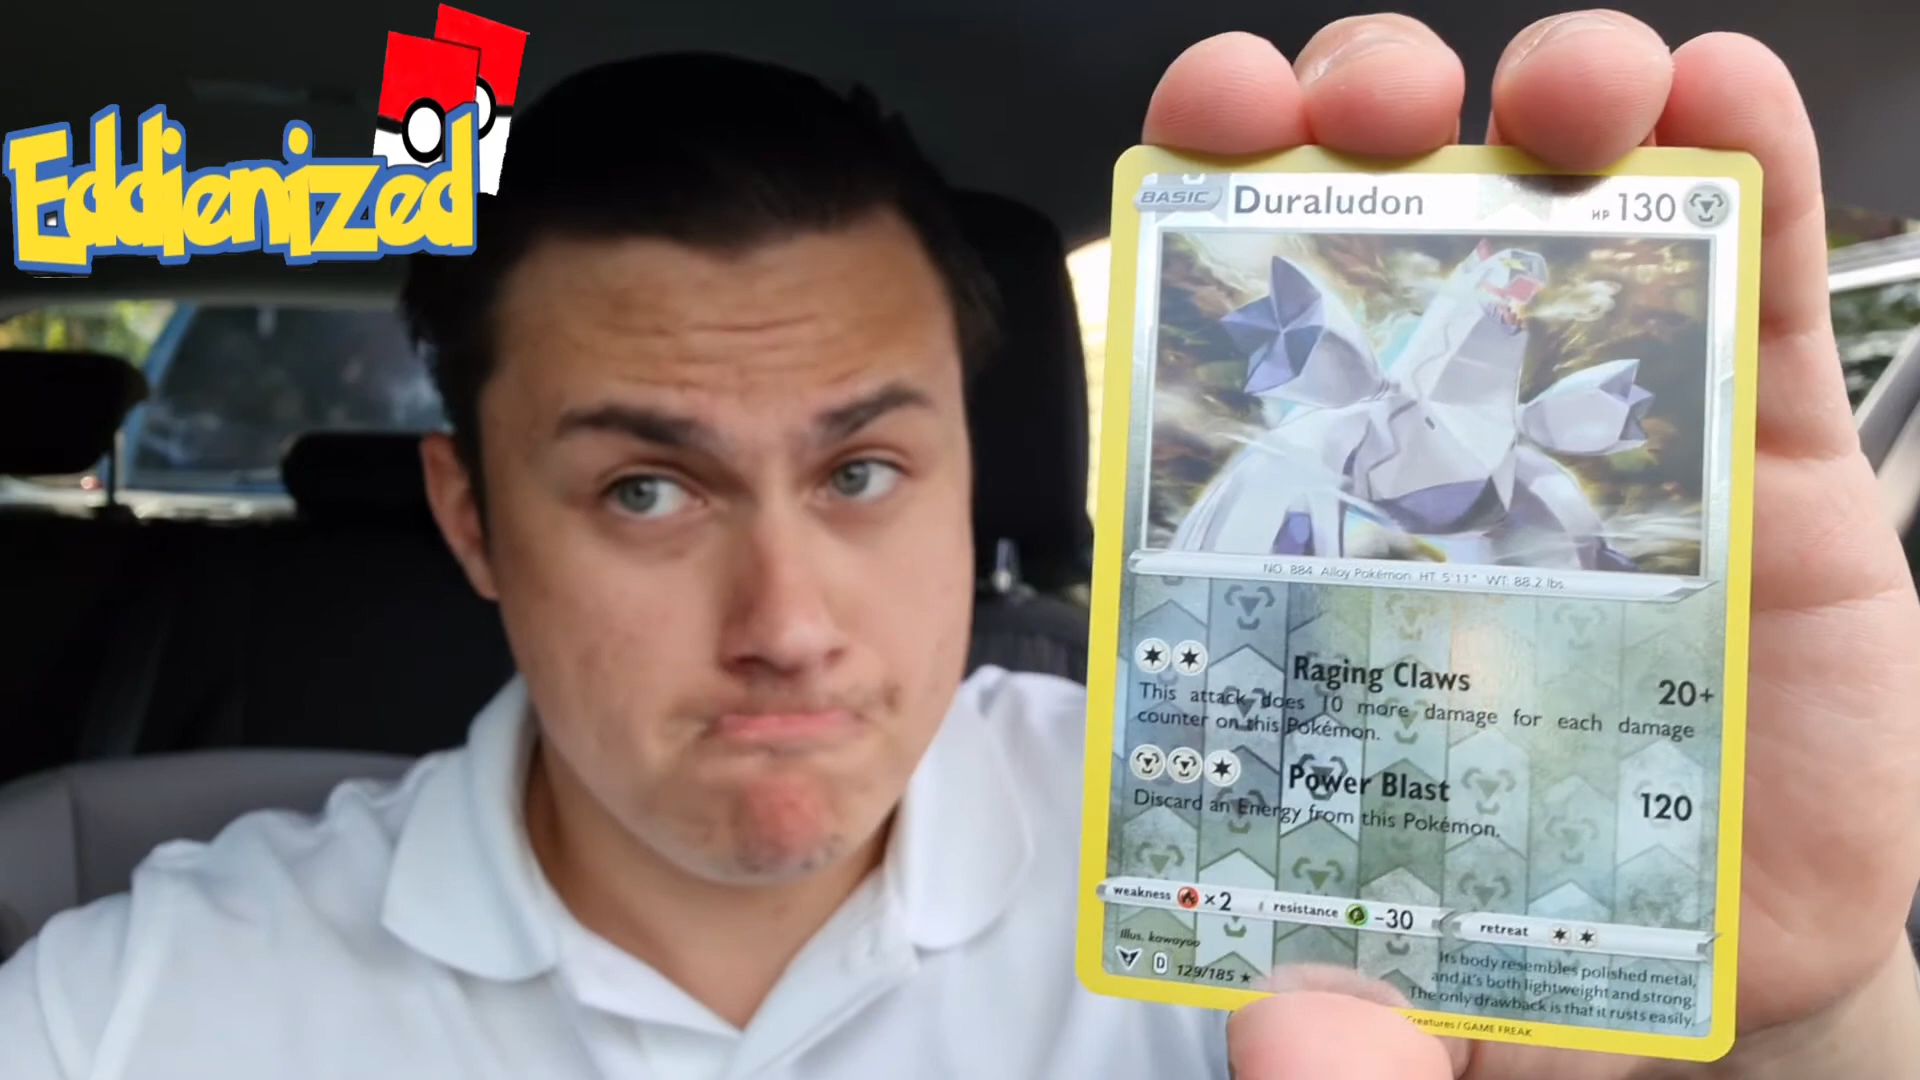 Eddienized
BASIC Duraludon HP 130
NO. 884 Alloy Pokémon HT: 5'11" WT: 88.2 lbs.
Raging Claws 20+
This attack does 10 more damage for each damage
counter on this Pokémon.
Power Blast 120
Discard an Energy from this Pokémon.
weakness ×2 resistance -30 retreat
Illus. kawayoo
D 129/185
Its body resembles polished metal,
and it's both lightweight and strong.
The only drawback is that it rusts easily.
Creatures / GAME FREAK